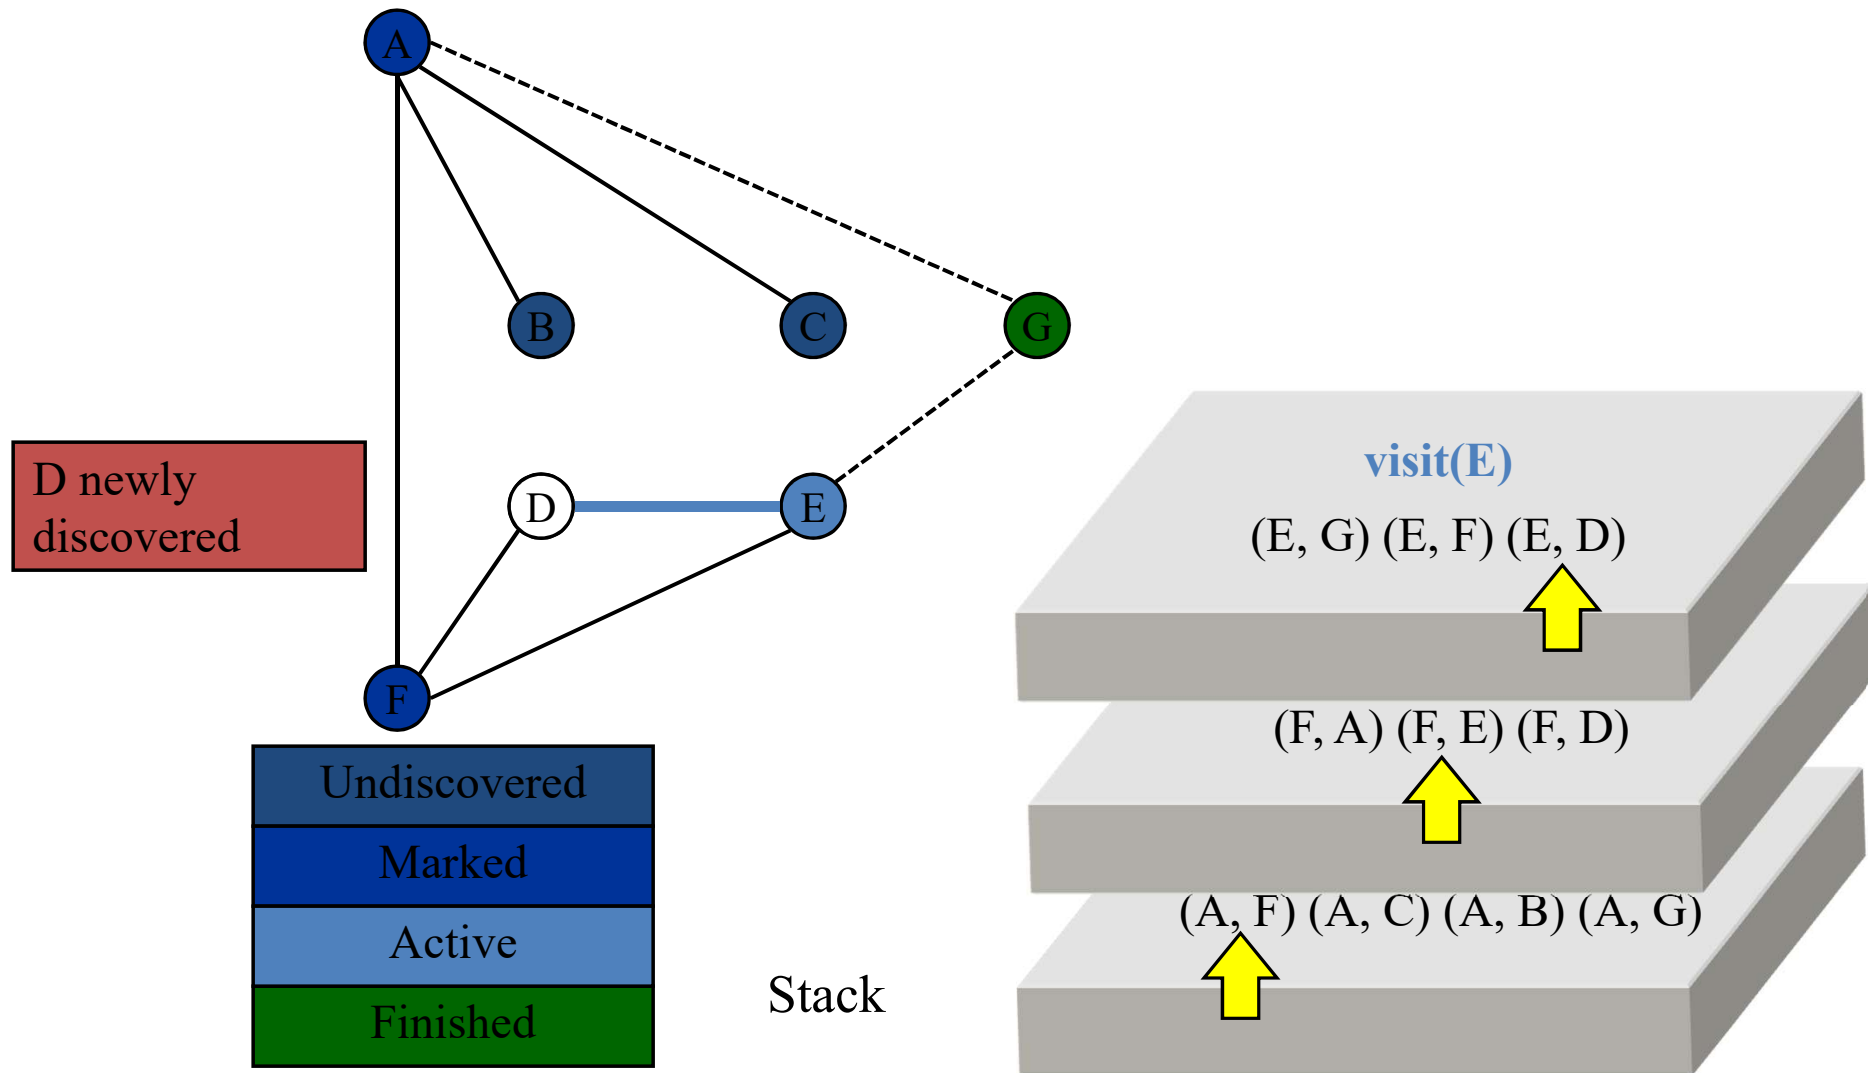 A
B
C
G
D newly
discovered
D
E
F
Undiscovered
Marked
Active
Finished
Stack
visit(E)
(E, G) (E, F) (E, D)
(F, A) (F, E) (F, D)
(A, F) (A, C) (A, B) (A, G)